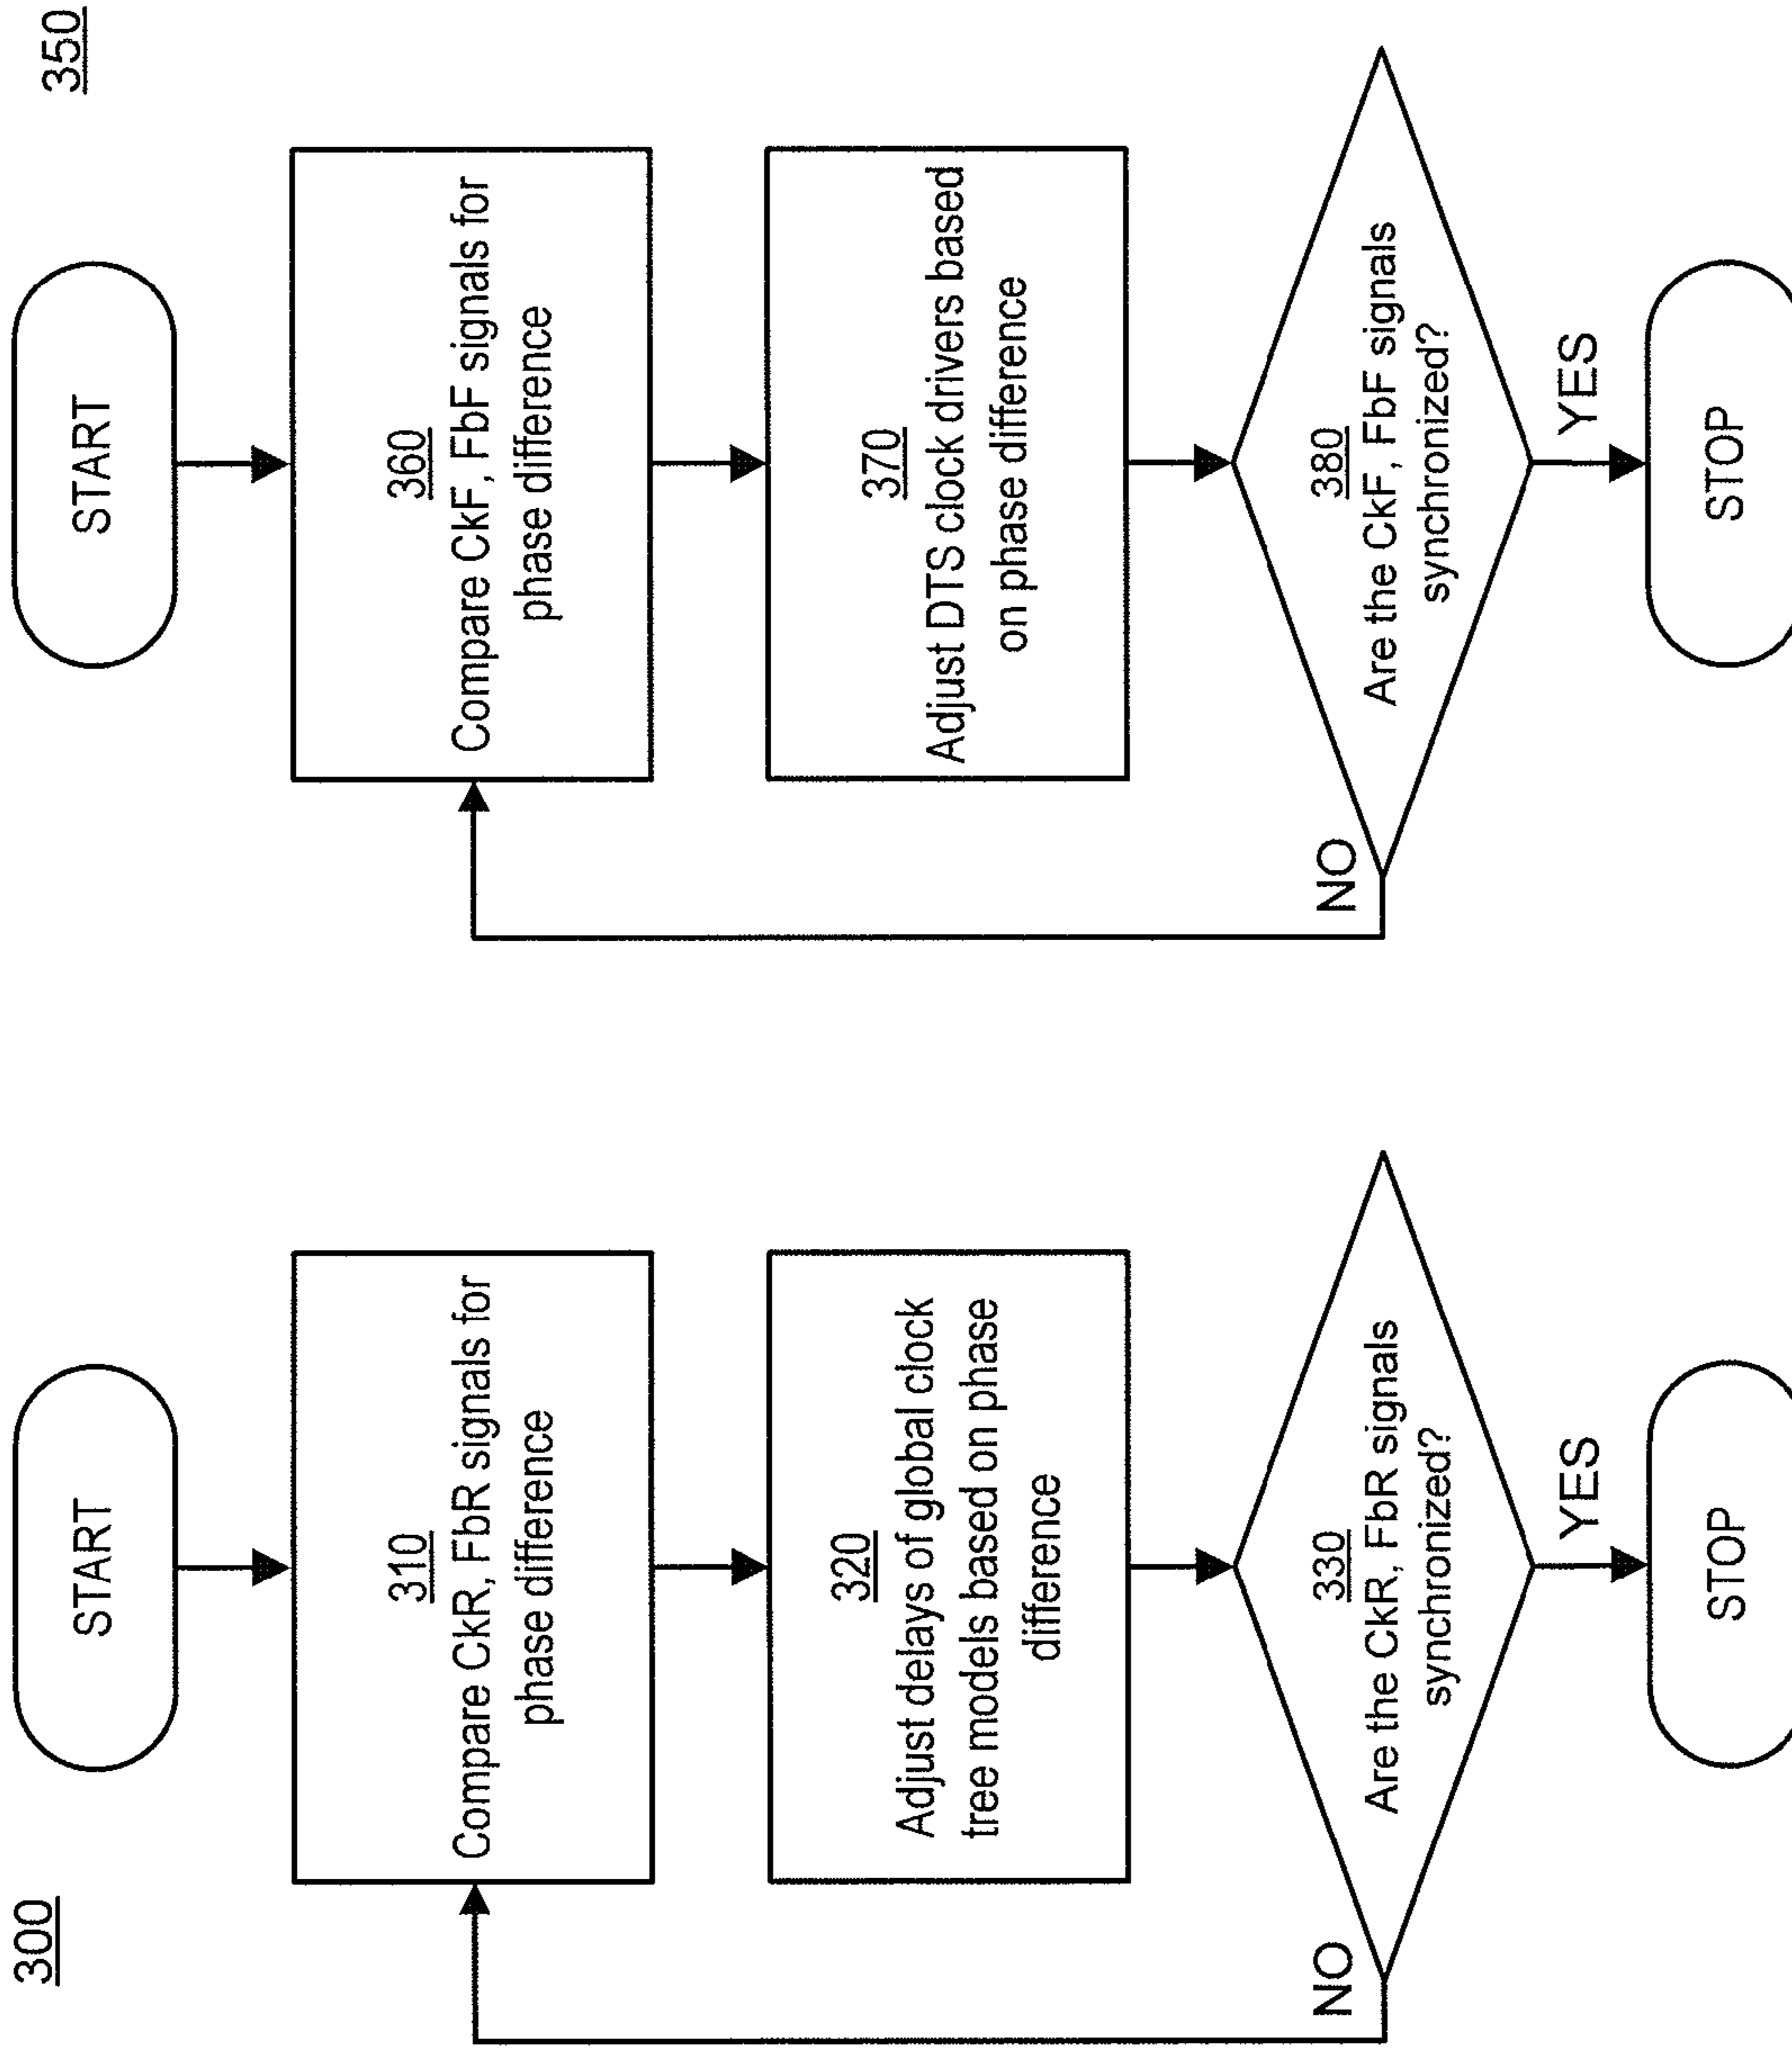 300
START
310
Compare CkR, FbR signals for
phase difference
320
Adjust delays of global clock
tree models based on phase
difference
330
Are the CkR, FbR signals
synchronized?
NO
YES
STOP
350
START
360
Compare CkF, FbF signals for
phase difference
370
Adjust DTS clock drivers based
on phase difference
380
Are the CkF, FbF signals
synchronized?
NO
YES
STOP